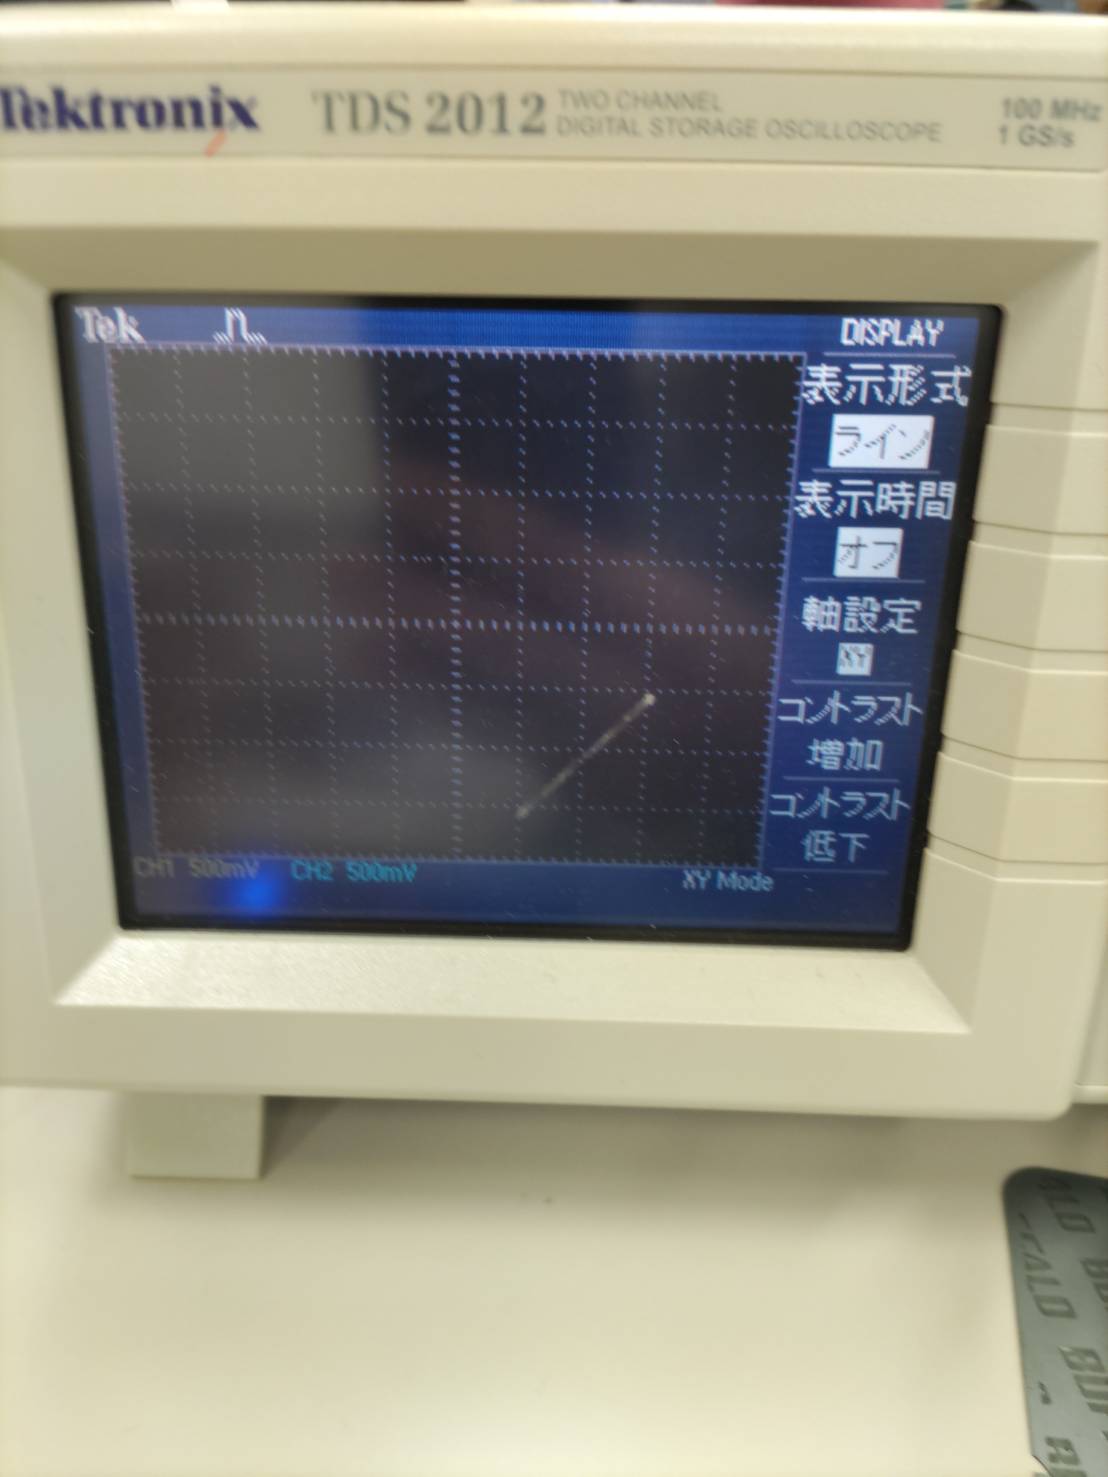 Tektronix TDS 2012 TWO CHANNEL DIGITAL STORAGE OSCILLOSCOPE 100 MHz 1 GS/s
Tek
DISPLAY
表示形式
ライン
表示時間
オフ
軸設定
XY
コントラスト
増加
コントラスト
低下
CH1 500mV CH2 500mV XY Mode